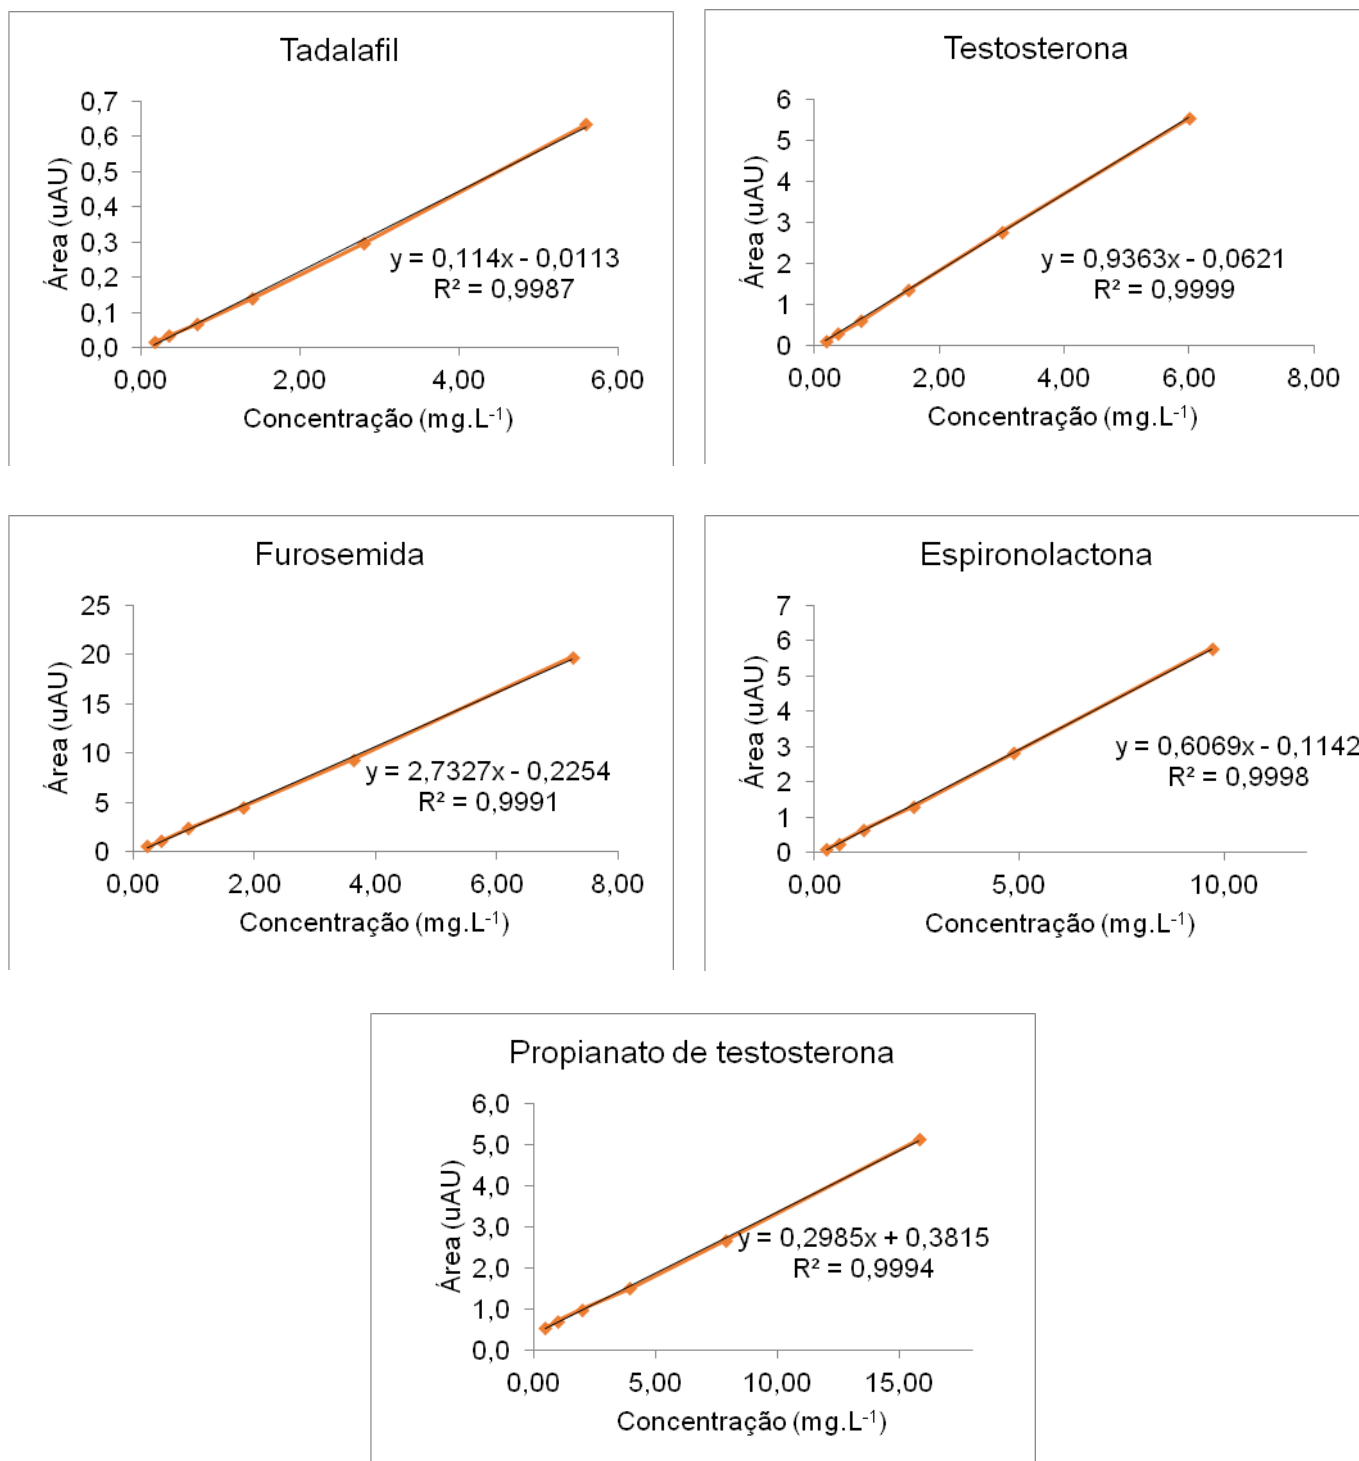 Tadalafil
Área (uAU)
0,7
0,6
0,5
0,4
0,3
0,2
0,1
0,0
y = 0,114x - 0,0113
R² = 0,9987
0,00 2,00 4,00 6,00
Concentração (mg.L⁻¹)
Testosterona
Área (uAU)
6
5
4
3
2
1
0
y = 0,9363x - 0,0621
R² = 0,9999
0,00 2,00 4,00 6,00 8,00
Concentração (mg.L⁻¹)
Furosemida
Área (uAU)
25
20
15
10
5
0
y = 2,7327x - 0,2254
R² = 0,9991
0,00 2,00 4,00 6,00 8,00
Concentração (mg.L⁻¹)
Espironolactona
Área (uAU)
7
6
5
4
3
2
1
0
y = 0,6069x - 0,1142
R² = 0,9998
0,00 5,00 10,00
Concentração (mg.L⁻¹)
Propianato de testosterona
Área (uAU)
6,0
5,0
4,0
3,0
2,0
1,0
0,0
y = 0,2985x + 0,3815
R² = 0,9994
0,00 5,00 10,00 15,00
Concentração (mg.L⁻¹)